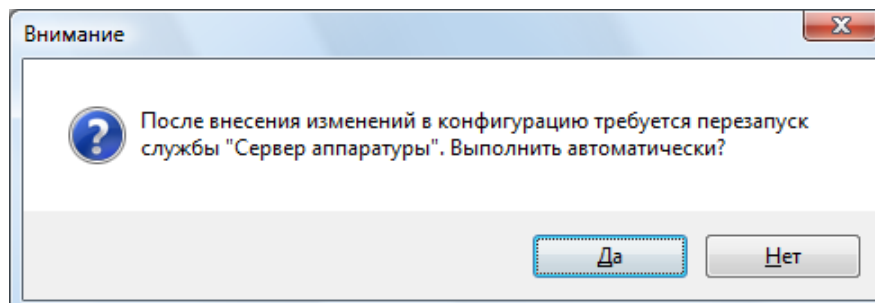 Внимание
После внесения изменений в конфигурацию требуется перезапуск
службы "Сервер аппаратуры". Выполнить автоматически?
Да
Нет